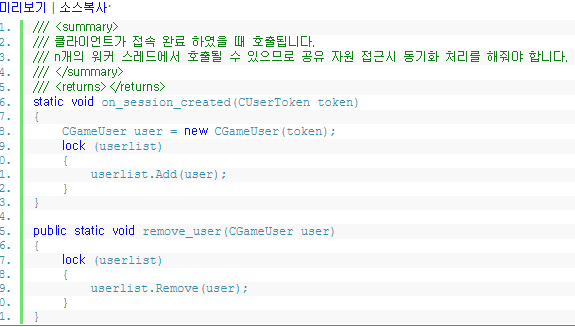 미리보기 | 소스복사·
1. /// <summary>
2. /// 클라이언트가 접속 완료 하였을 때 호출됩니다.
3. /// n개의 워커 스레드에서 호출될 수 있으므로 공유 자원 접근시 동기화 처리를 해줘야 합니다.
4. /// </summary>
5. /// <returns></returns>
6. static void on_session_created(CUserToken token)
7. {
8. CGameUser user = new CGameUser(token);
9. lock (userlist)
0. {
1. userlist.Add(user);
2. }
3. }
4.
5. public static void remove_user(CGameUser user)
6. {
7. lock (userlist)
8. {
9. userlist.Remove(user);
0. }
1. }